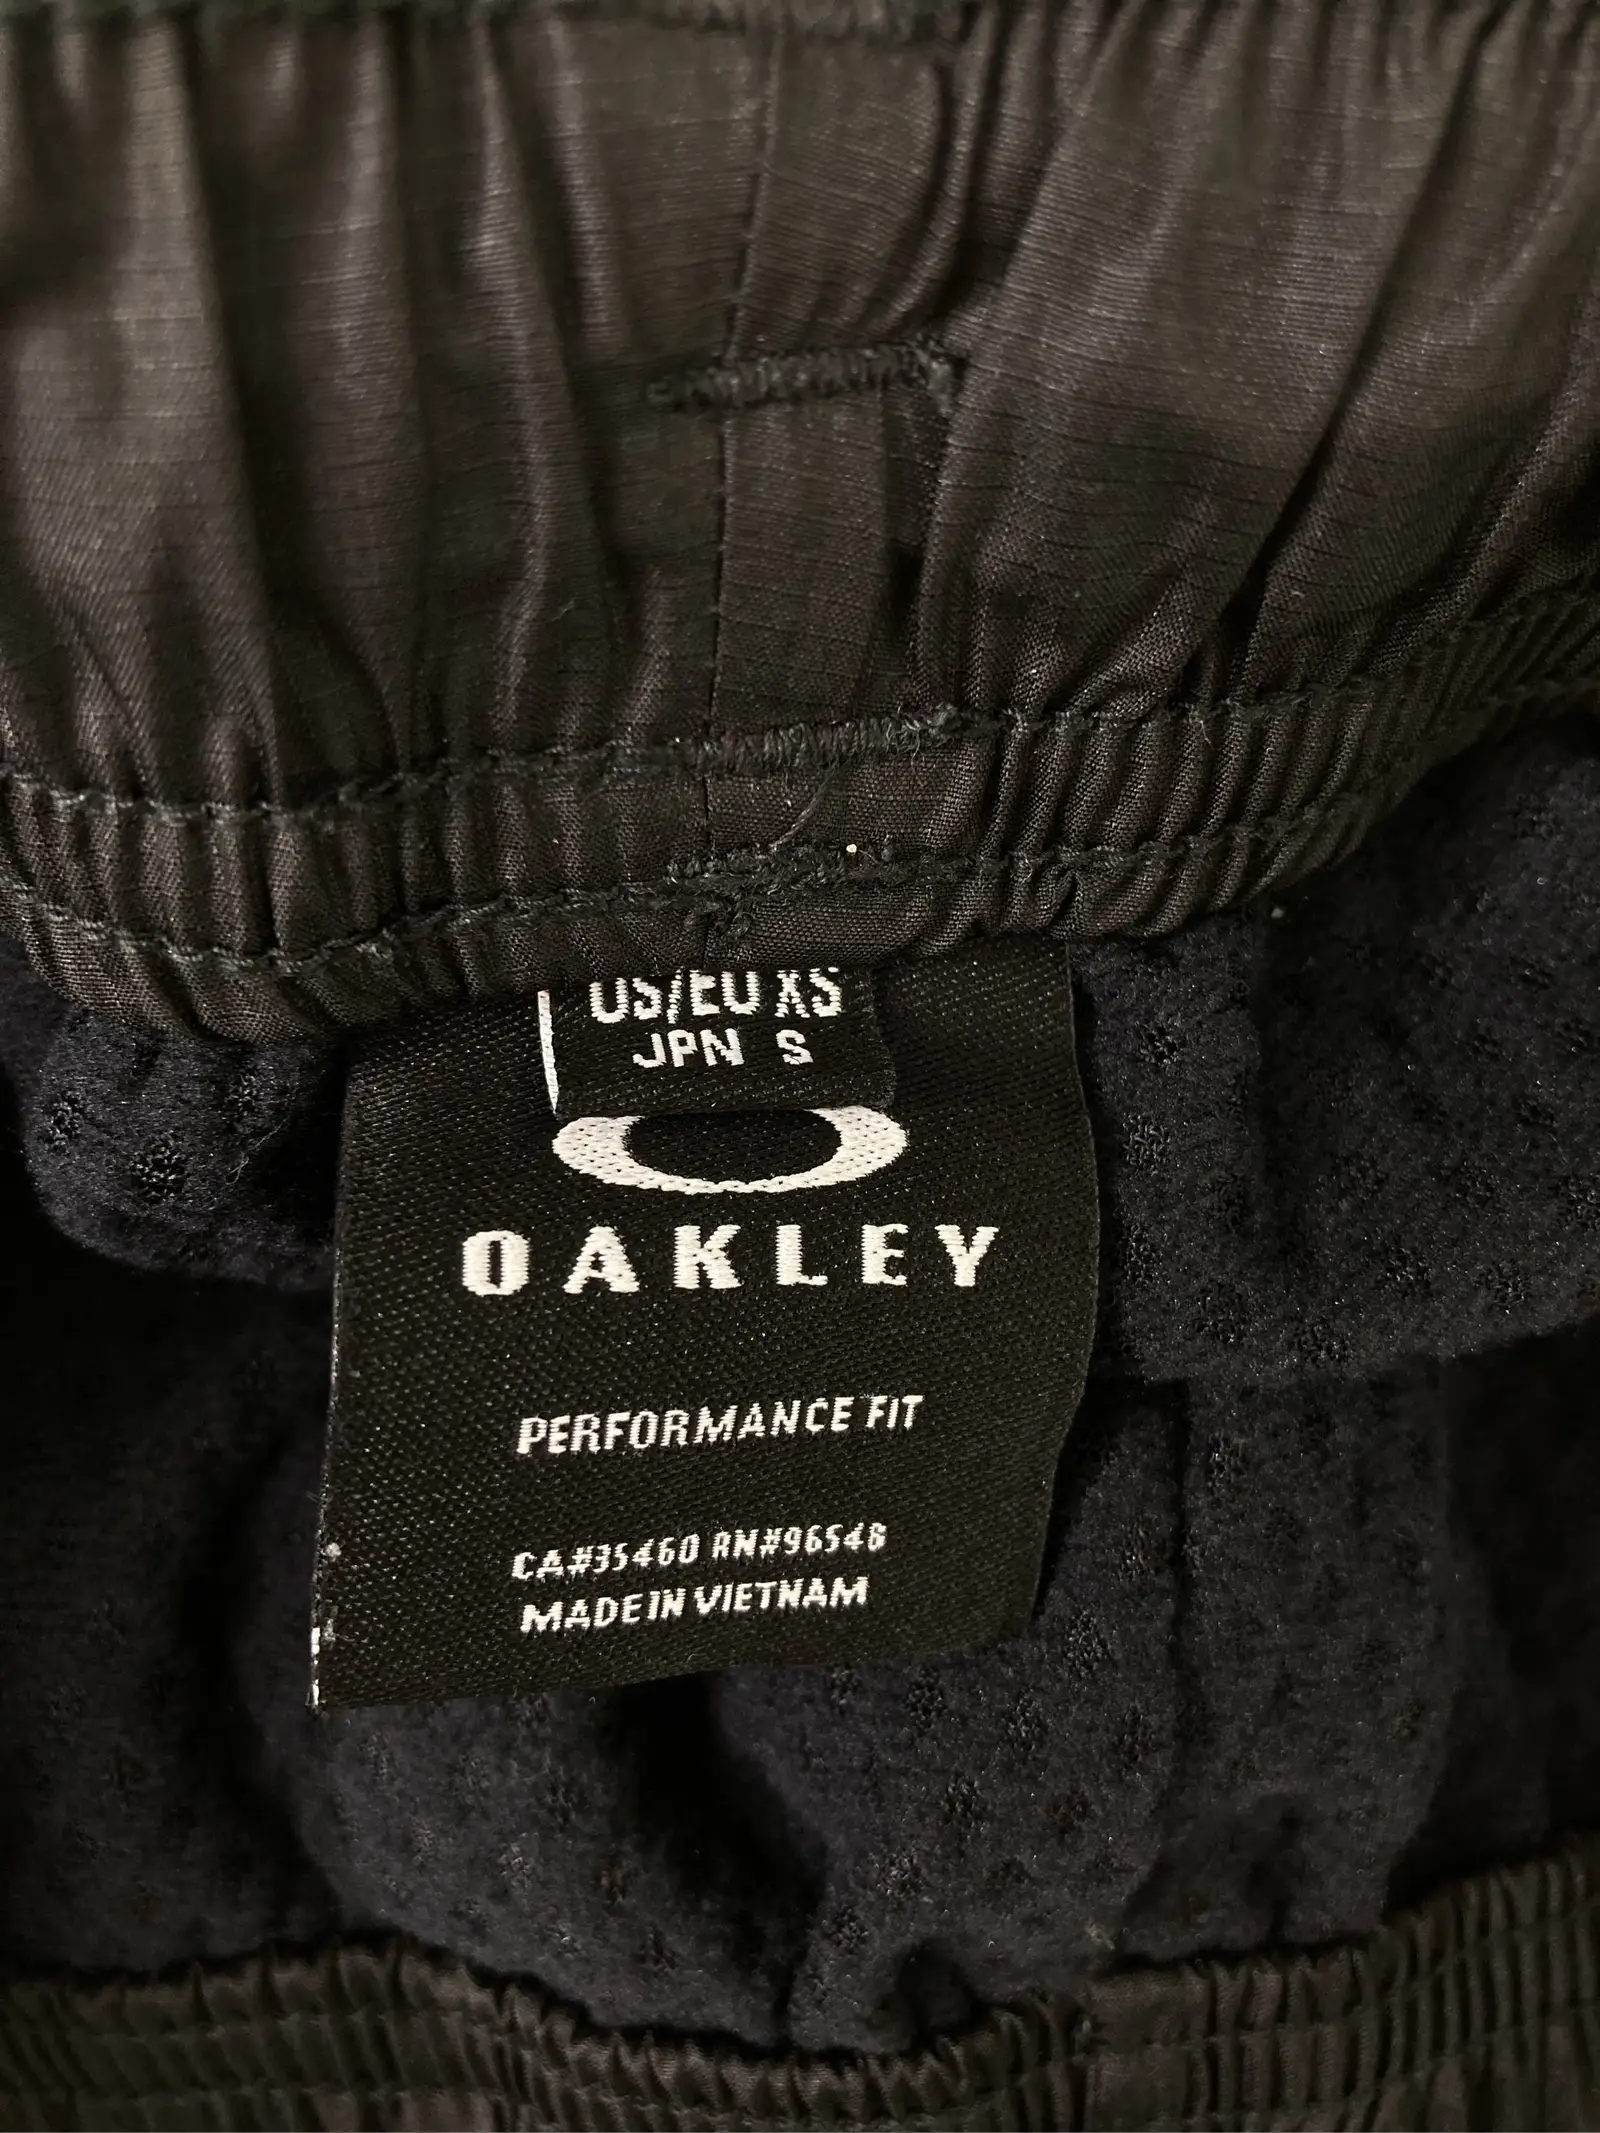 US/EU XS
JPN S
OAKLEY
PERFORMANCE FIT
CA#35460 RN#96548
MADE IN VIETNAM